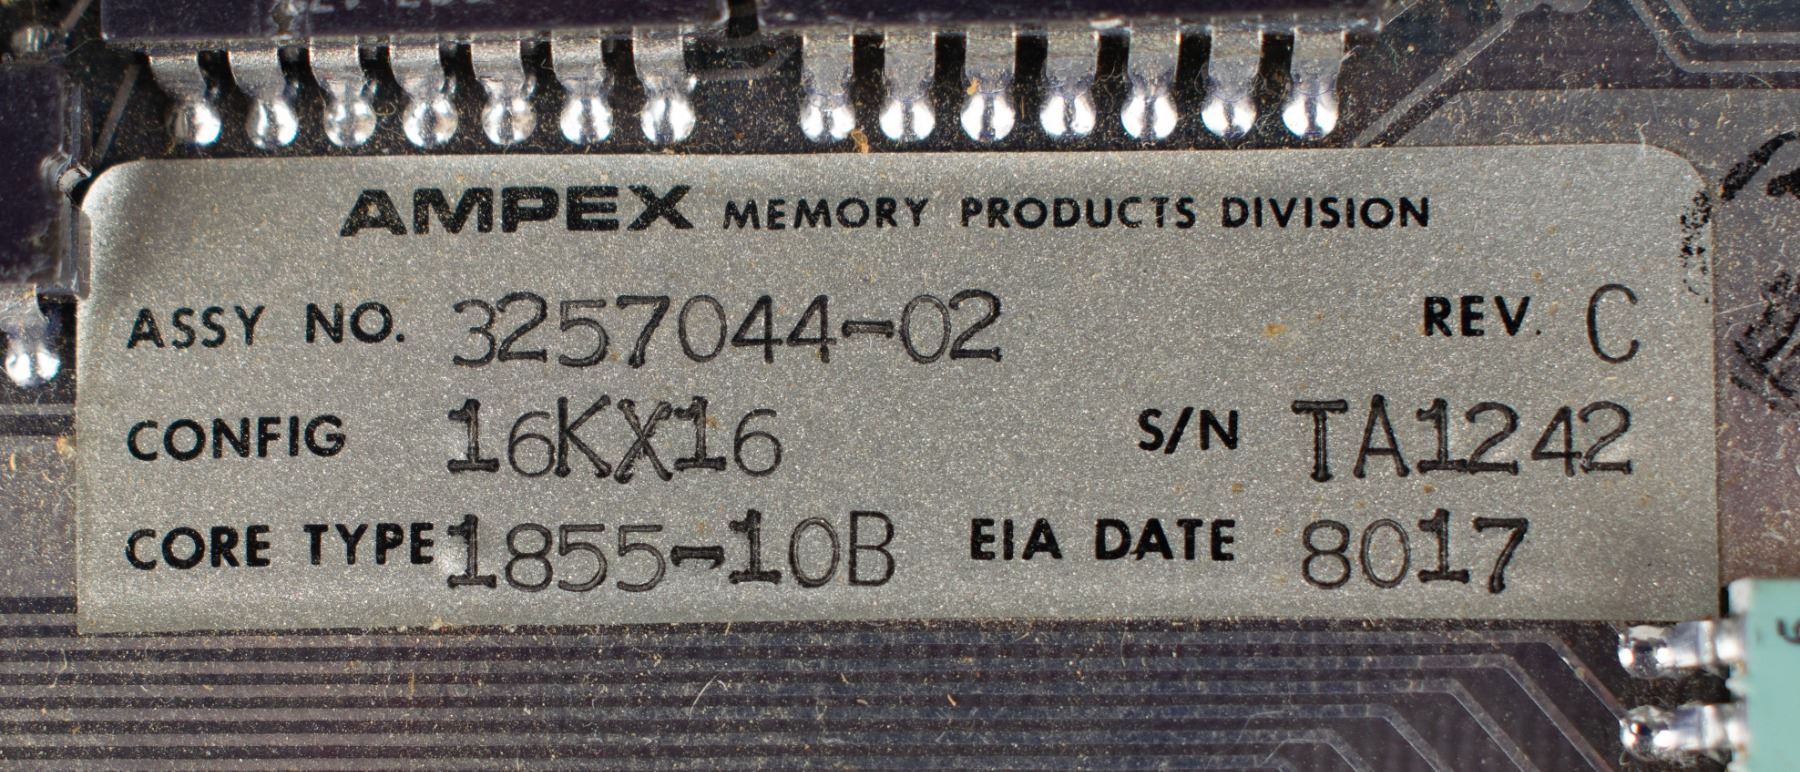 AMPEX MEMORY PRODUCTS DIVISION
ASSY NO. 3257044-02 REV. C
CONFIG 16KX16 S/N TA1242
CORE TYPE 1855-10B EIA DATE 8017